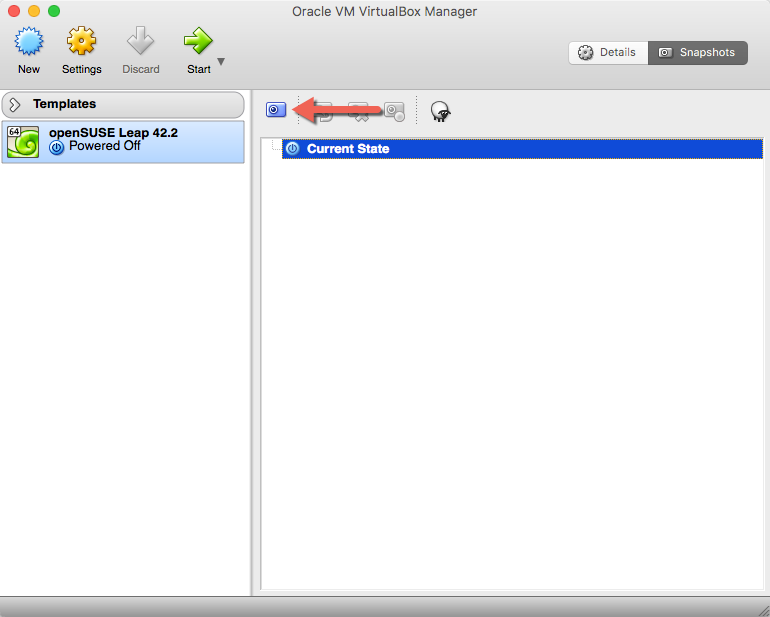 Oracle VM VirtualBox Manager
New
Settings
Discard
Start
Details
Snapshots
Templates
64
openSUSE Leap 42.2
Powered Off
Current State